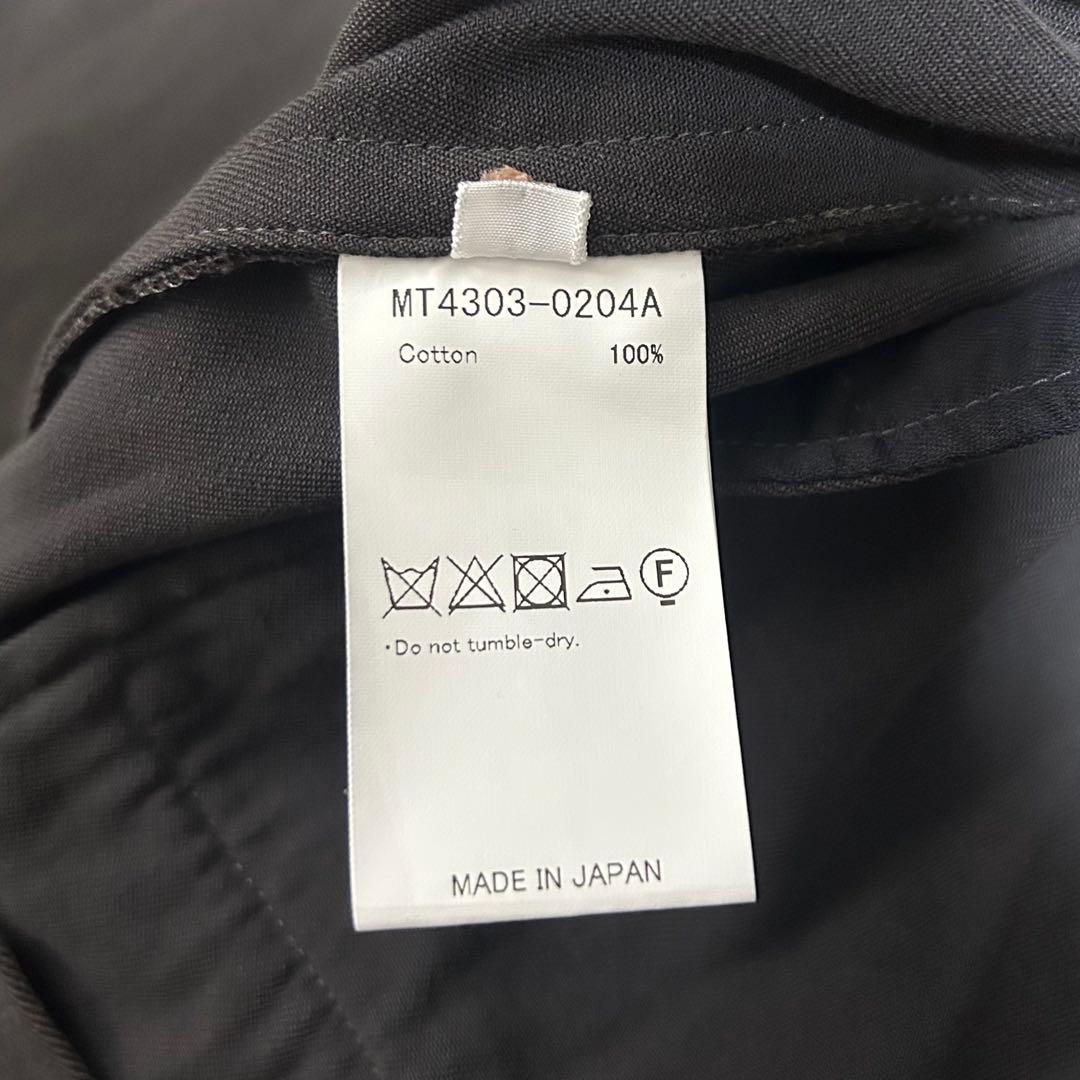 MT4303-0204A
Cotton 100%
F
・Do not tumble-dry.
MADE IN JAPAN